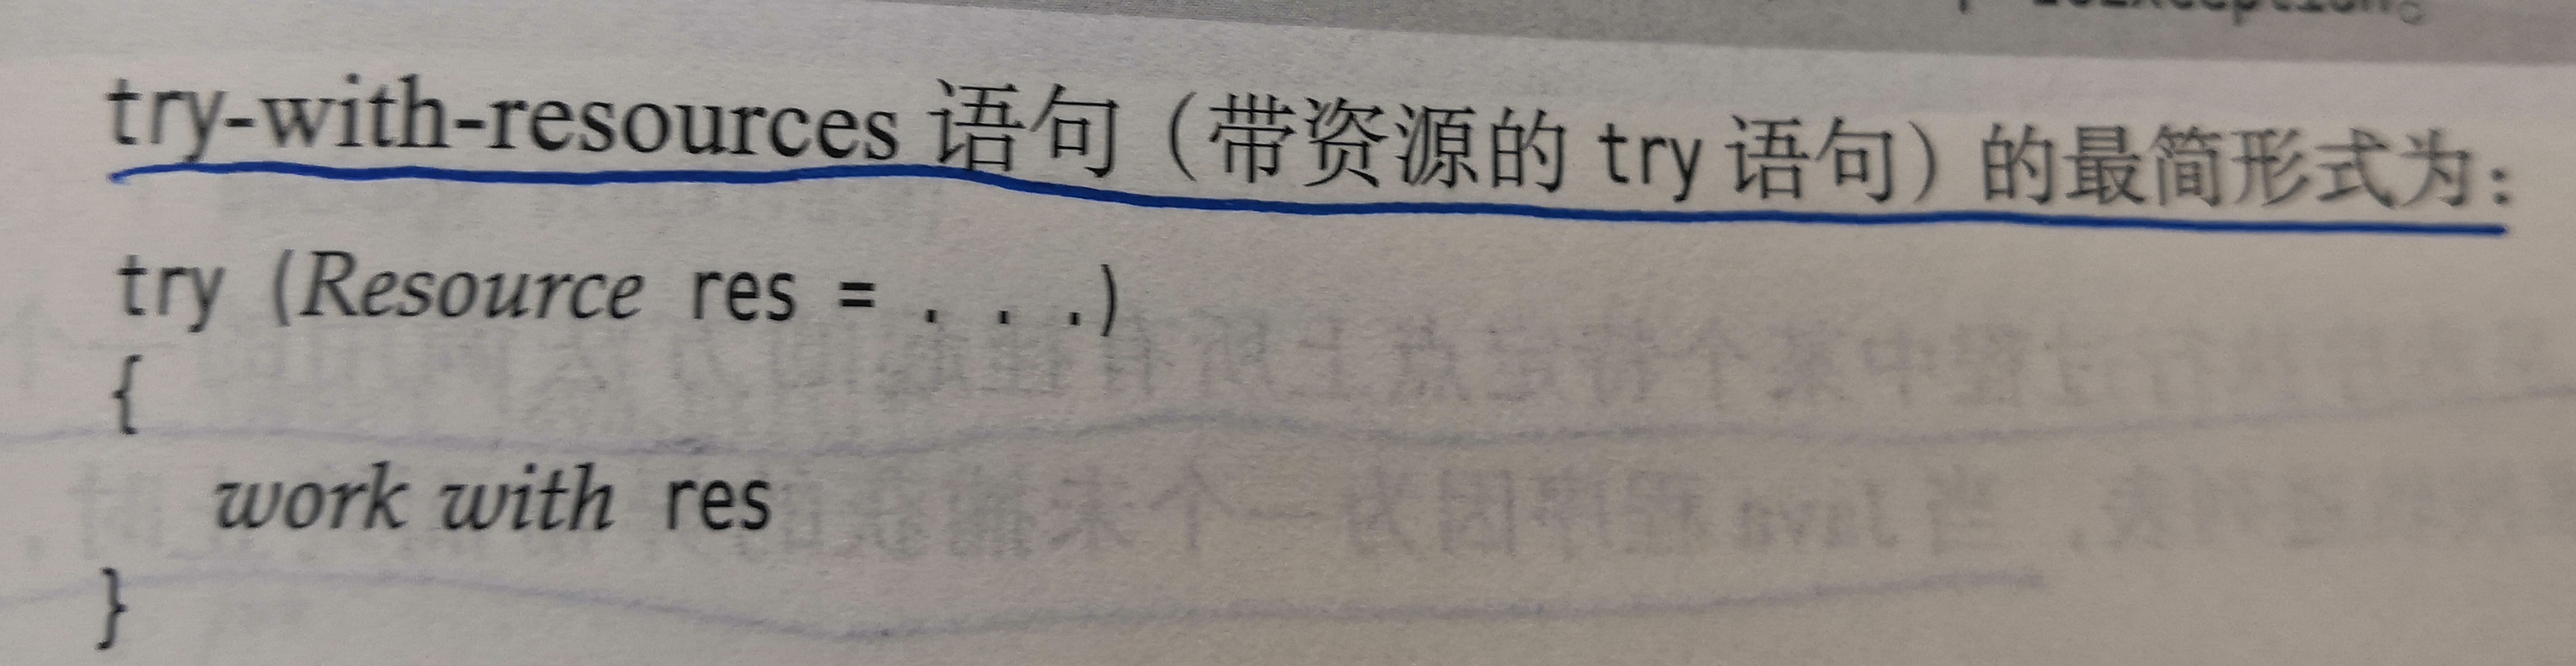 try-with-resources 语句（带资源的 try 语句）的最简形式为：
try (Resource res = . . .)
{
work with res
}